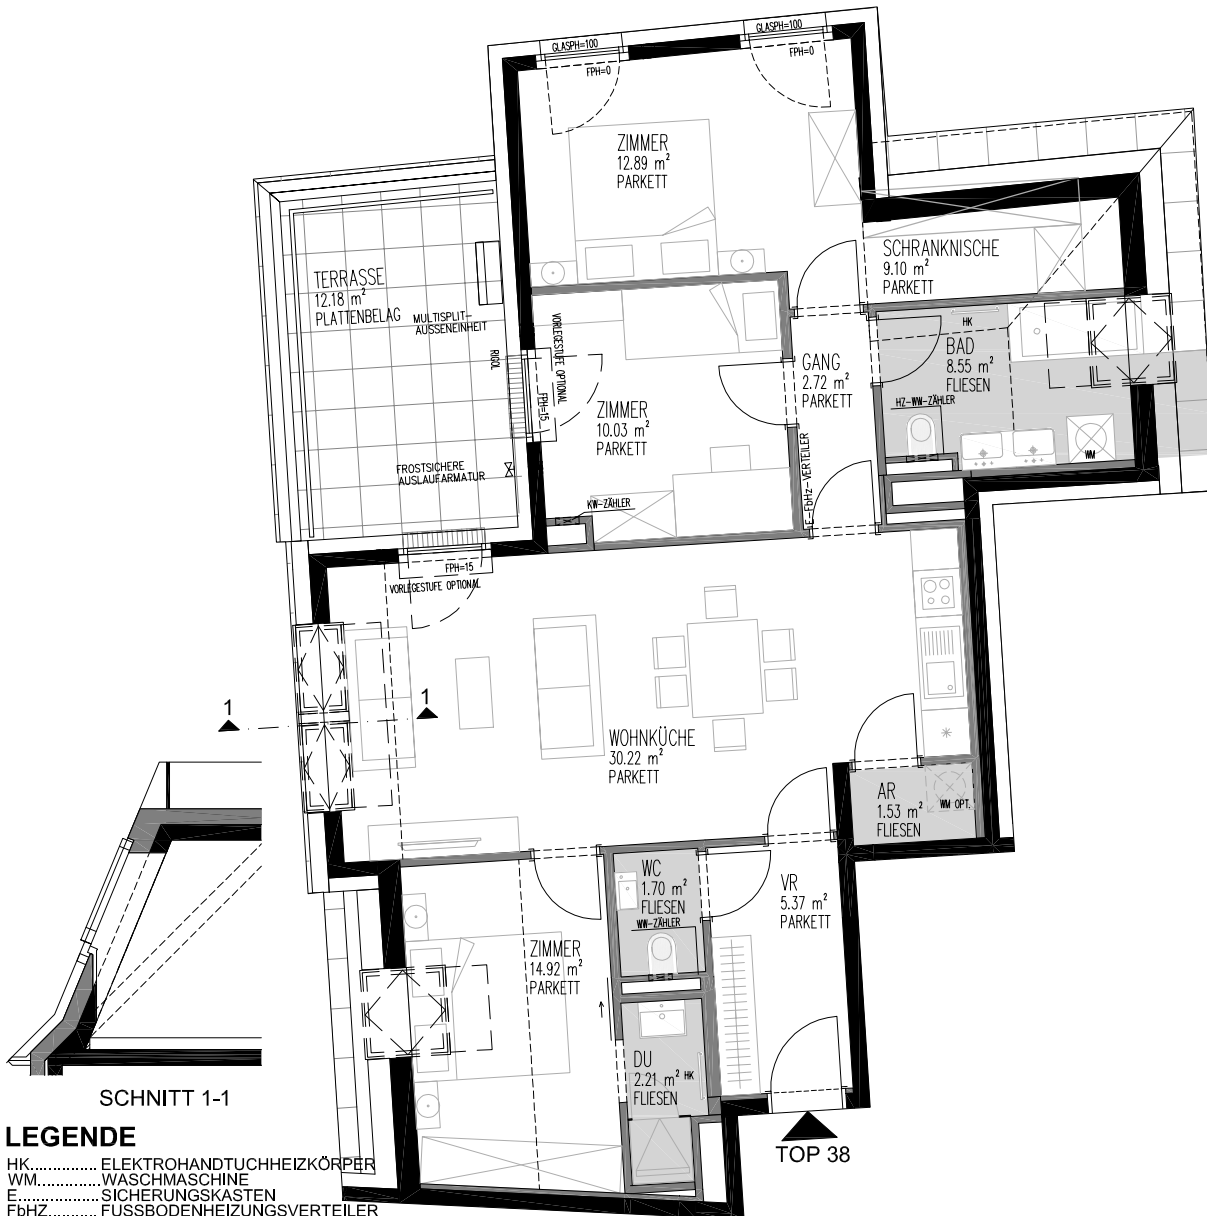 GLASPH=100
FPH=0
GLASPH=100
FPH=0
ZIMMER
12.89 m²
PARKETT
SCHRANKNISCHE
9.10 m²
PARKETT
TERRASSE
12.18 m²
PLATTENBELAG
MULTISPLIT-
AUSSENEINHEIT
RIGOL
VORLEGESTUFE OPTIONAL
FPH=15
ZIMMER
10.03 m²
PARKETT
GANG
2.72 m²
PARKETT
HK
BAD
8.55 m²
FLIESEN
HZ-WW-ZÄHLER
WM
E-FbHz-VERTEILER
FROSTSICHERE
AUSLAUFARMATUR
KW-ZÄHLER
FPH=15
VORLEGESTUFE OPTIONAL
1
1
WOHNKÜCHE
30.22 m²
PARKETT
AR
1.53 m²
FLIESEN
WM OPT.
WC
1.70 m²
FLIESEN
WW-ZÄHLER
VR
5.37 m²
PARKETT
ZIMMER
14.92 m²
PARKETT
DU
2.21 m²
FLIESEN
HK
TOP 38
SCHNITT 1-1
LEGENDE
HK............... ELEKTROHANDTUCHHEIZKÖRPER
WM............... WASCHMASCHINE
E............... SICHERUNGSKASTEN
FbHZ............... FUSSBODENHEIZUNGSVERTEILER